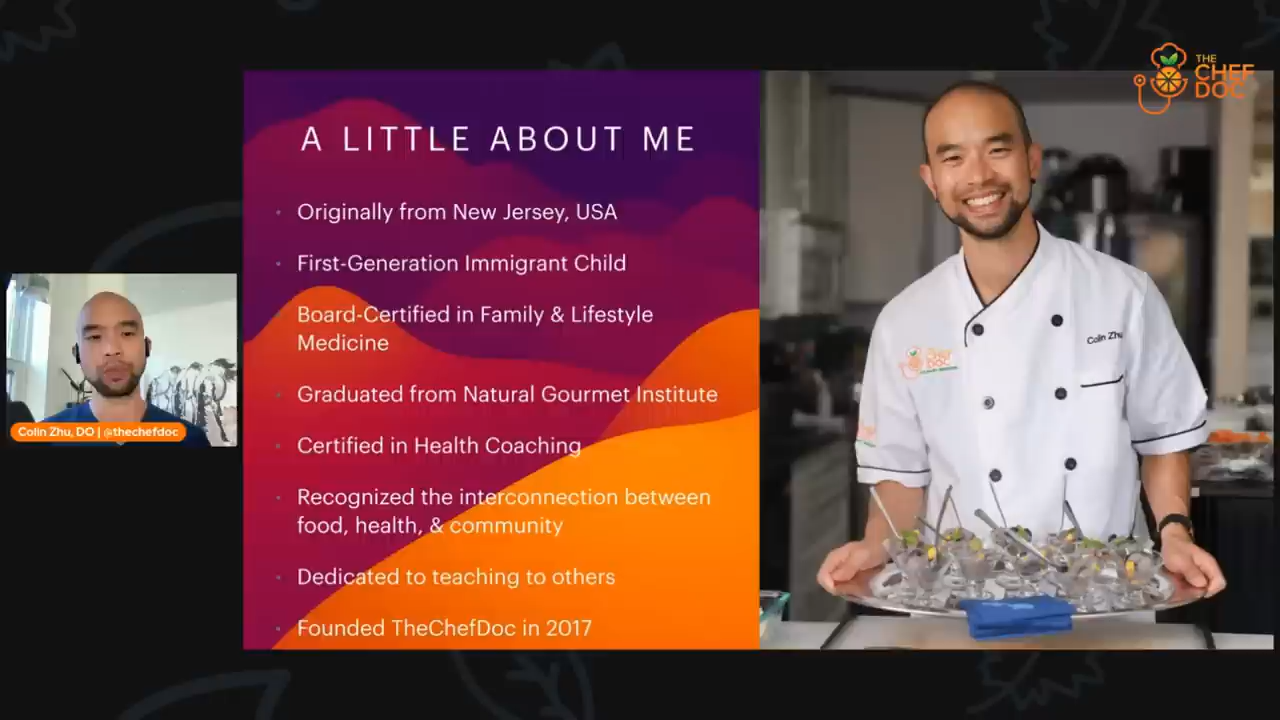 THE
CHEF
DOC
A LITTLE ABOUT ME
Originally from New Jersey, USA
First-Generation Immigrant Child
Board-Certified in Family & Lifestyle
Medicine
Graduated from Natural Gourmet Institute
Certified in Health Coaching
Recognized the interconnection between
food, health, & community
Dedicated to teaching to others
Founded TheChefDoc in 2017
Colin Zhu, DO | @thechefdoc
Colin Zhu
CHEF
DOC